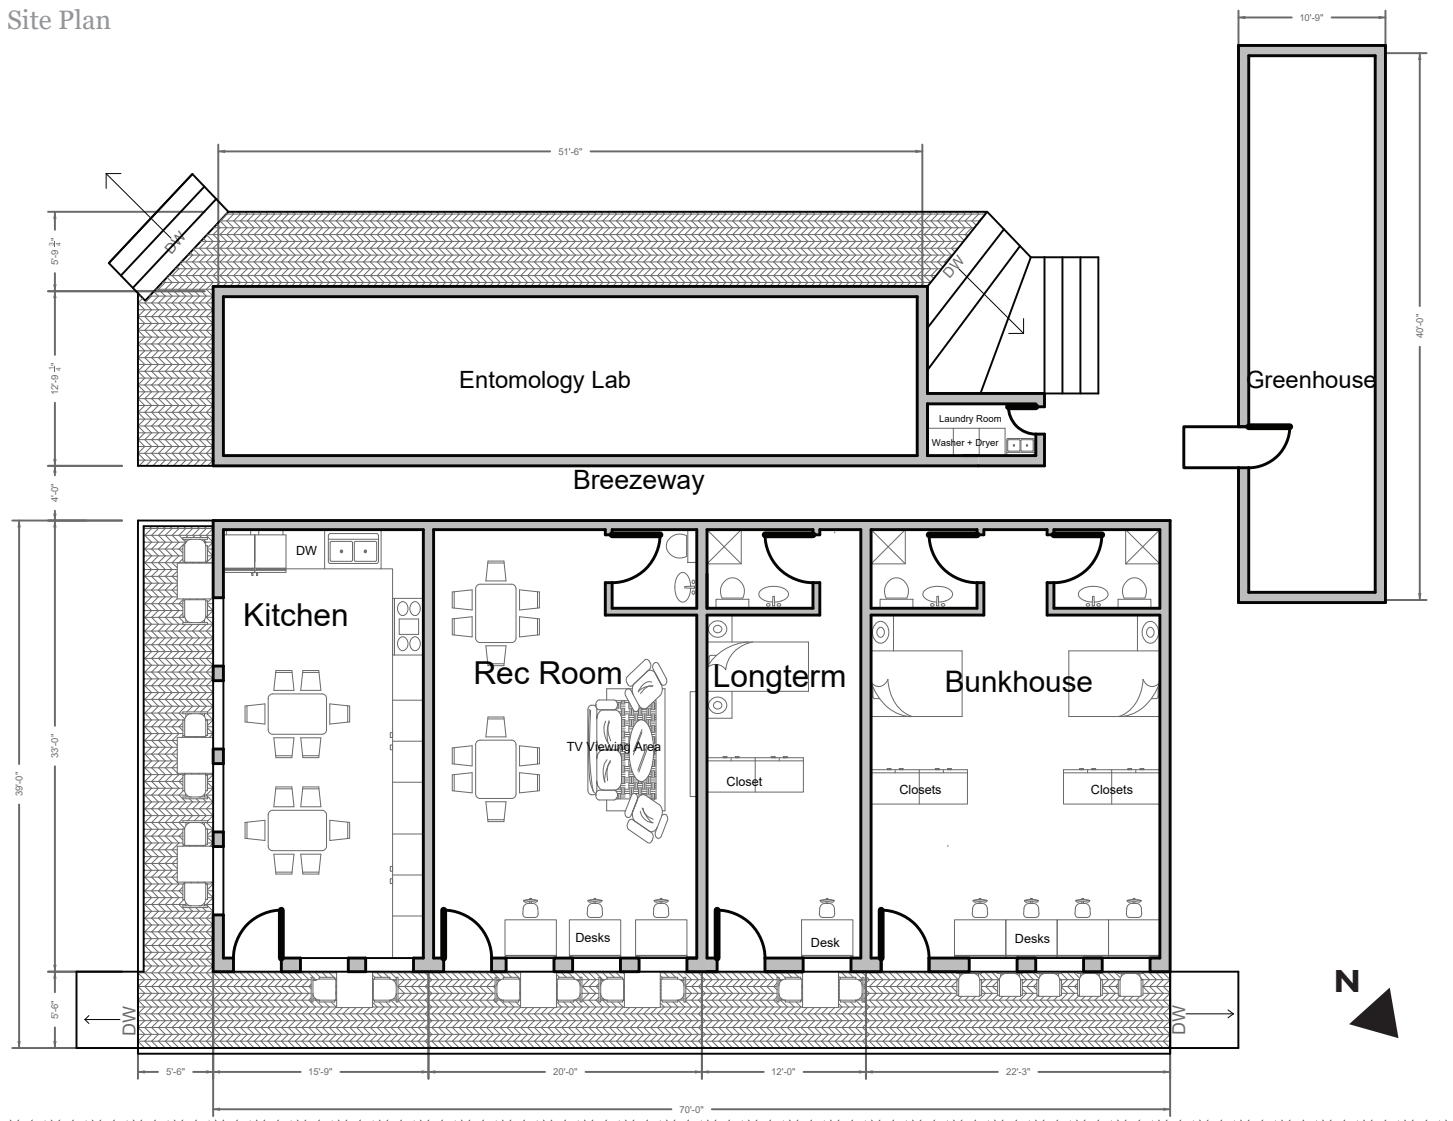 Site Plan
10'-9"
51'-6"
DW
5'-9 3/4"
DW
12'-9 1/4"
40'-0"
Entomology Lab
Greenhouse
Laundry Room
Washer + Dryer
Breezeway
4'-0"
DW
Kitchen
Rec Room
Longterm
Bunkhouse
TV Viewing Area
33'-0"
39'-0"
Closet
Closets
Closets
Desks
Desk
Desks
N
5'-6"
DW
DW
5'-6"
15'-9"
20'-0"
12'-0"
22'-3"
70'-0"